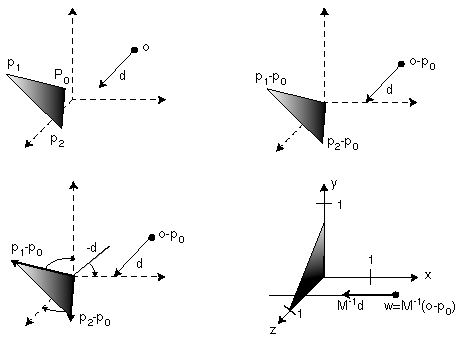 p1 P0 o
d
p2
o-p0
p1-p0 d
p2-p0
p1-p0 -d o-p0
d
p2-p0
y
1
1
x
z 1 M-1d w=M-1(o-p0)